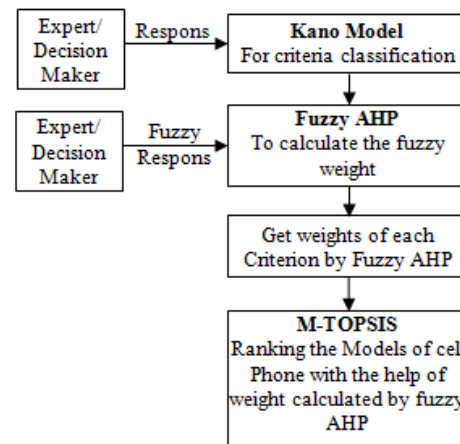 Expert/
Decision
Maker
Respons
Kano Model
For criteria classification
Expert/
Decision
Maker
Fuzzy
Respons
Fuzzy AHP
To calculate the fuzzy
weight
Get weights of each
Criterion by Fuzzy AHP
M-TOPSIS
Ranking the Models of cell
Phone with the help of
weight calculated by fuzzy
AHP